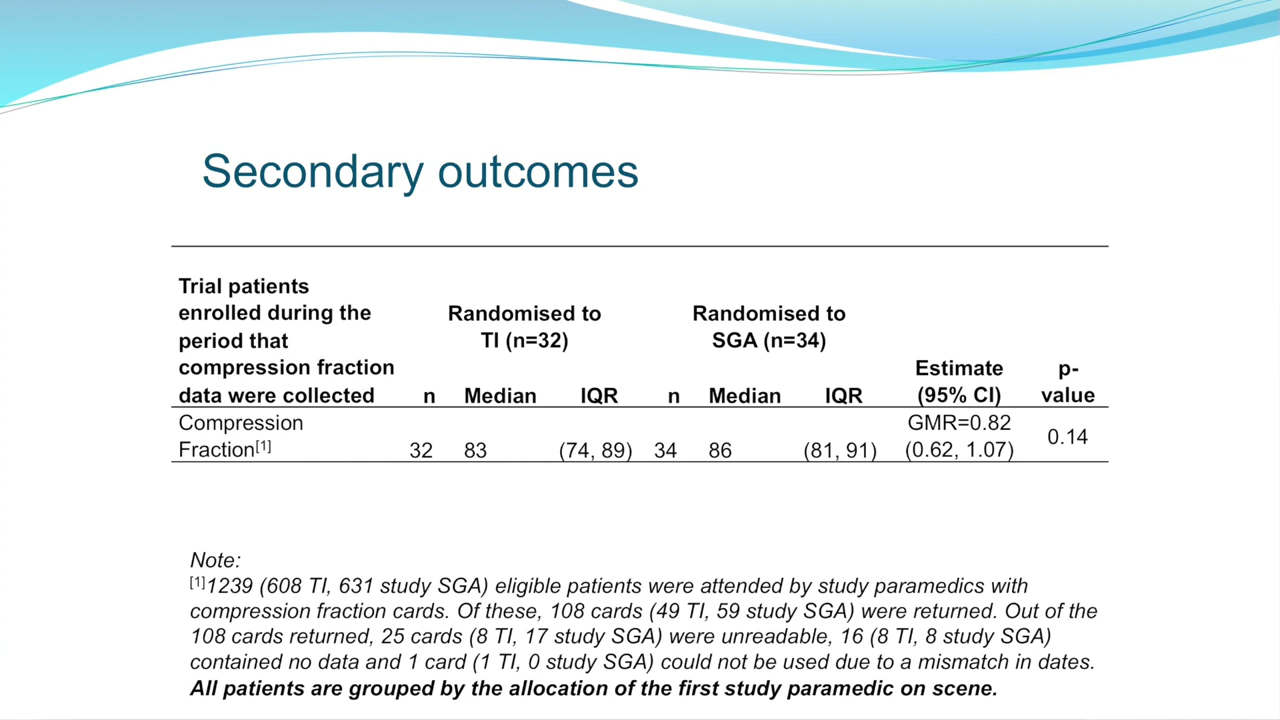 Secondary outcomes
Trial patients
enrolled during the
period that
compression fraction
data were collected
Randomised to
TI (n=32)
Randomised to
SGA (n=34)
n Median IQR n Median IQR
Estimate
(95% CI)
p-
value
Compression
Fraction[1] 32 83 (74, 89) 34 86 (81, 91)
GMR=0.82
(0.62, 1.07)
0.14
Note:
[1]1239 (608 TI, 631 study SGA) eligible patients were attended by study paramedics with
compression fraction cards. Of these, 108 cards (49 TI, 59 study SGA) were returned. Out of the
108 cards returned, 25 cards (8 TI, 17 study SGA) were unreadable, 16 (8 TI, 8 study SGA)
contained no data and 1 card (1 TI, 0 study SGA) could not be used due to a mismatch in dates.
All patients are grouped by the allocation of the first study paramedic on scene.